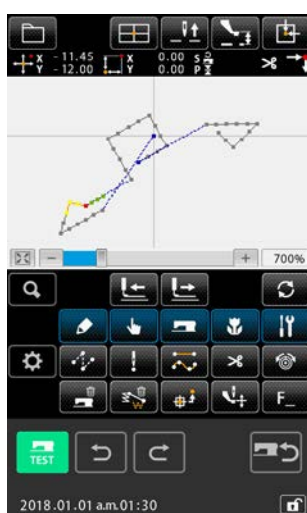 X -11.45 X 0.00 S
Y -12.00 Y 0.00 P
700%
F_
TEST
2018.01.01 a.m.01:30